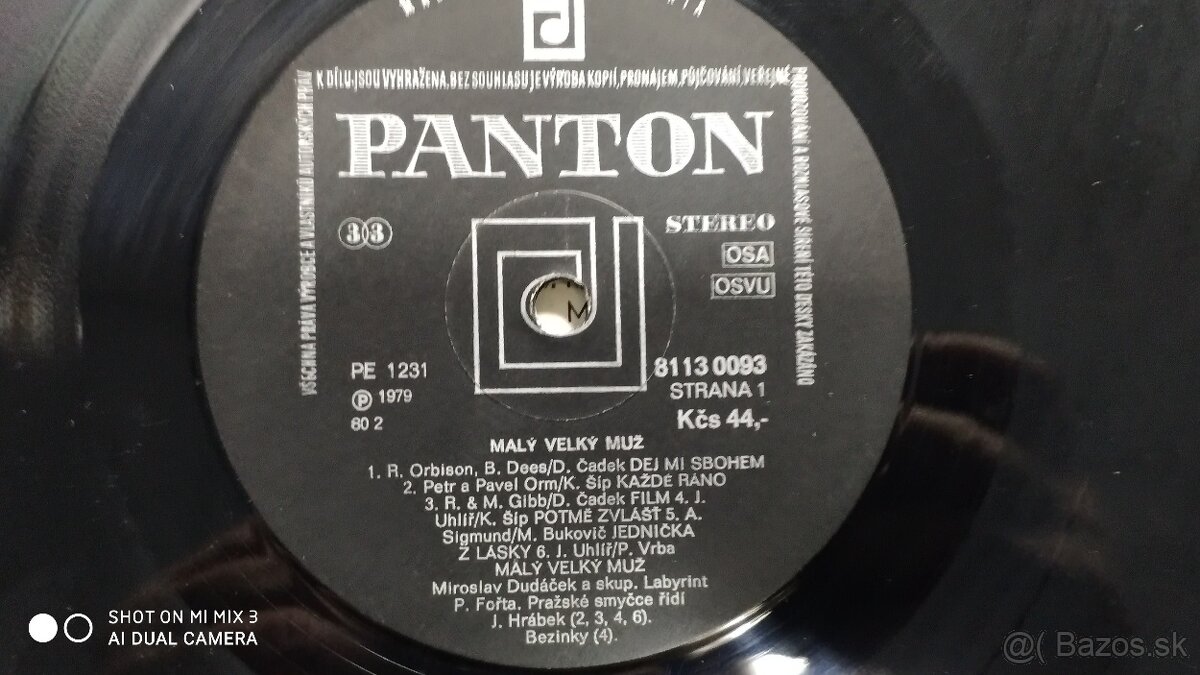 K DÍLU JSOU VYHRAŽENA. BEZ SOUHLASU JE VÝROBA KOPIÍ, PRONÁJEM, PŮJČOVÁNÍ, VEŘEJNÉ
PROVOZOVÁNÍ A ROZHLASOVÉ ŠÍŘENÍ TÉTO DESKY ZAKÁZÁNO
VŠECHNA PRÁVA VÝROBCE A VLASTNÍKŮ AUTORSKÝCH PRÁV
PANTON
33
STEREO
OSA
OSVU
PE 1231
8113 0093
Ⓟ 1979
STRANA 1
60 2
Kčs 44,-
MALÝ VELKÝ MUŽ
1. R. Orbison, B. Dees/D. Čadek DEJ MI SBOHEM
2. Petr a Pavel Orm/K. Šíp KAŽDÉ RÁNO
3. R. & M. Gibb/D. Čadek FILM 4. J.
Uhlíř/K. Šíp POTMĚ ZVLÁŠŤ 5. A.
Sigmund/M. Bukovič JEDNIČKA
Z LÁSKY 6. J. Uhlíř/P. Vrba
MALÝ VELKÝ MUŽ
Miroslav Dudáček a skup. Labyrint
P. Fořta. Pražské smyčce řídí
J. Hrábek (2, 3, 4, 6).
Bezinky (4).
M
SHOT ON MI MIX 3
AI DUAL CAMERA
@( Bazos.sk